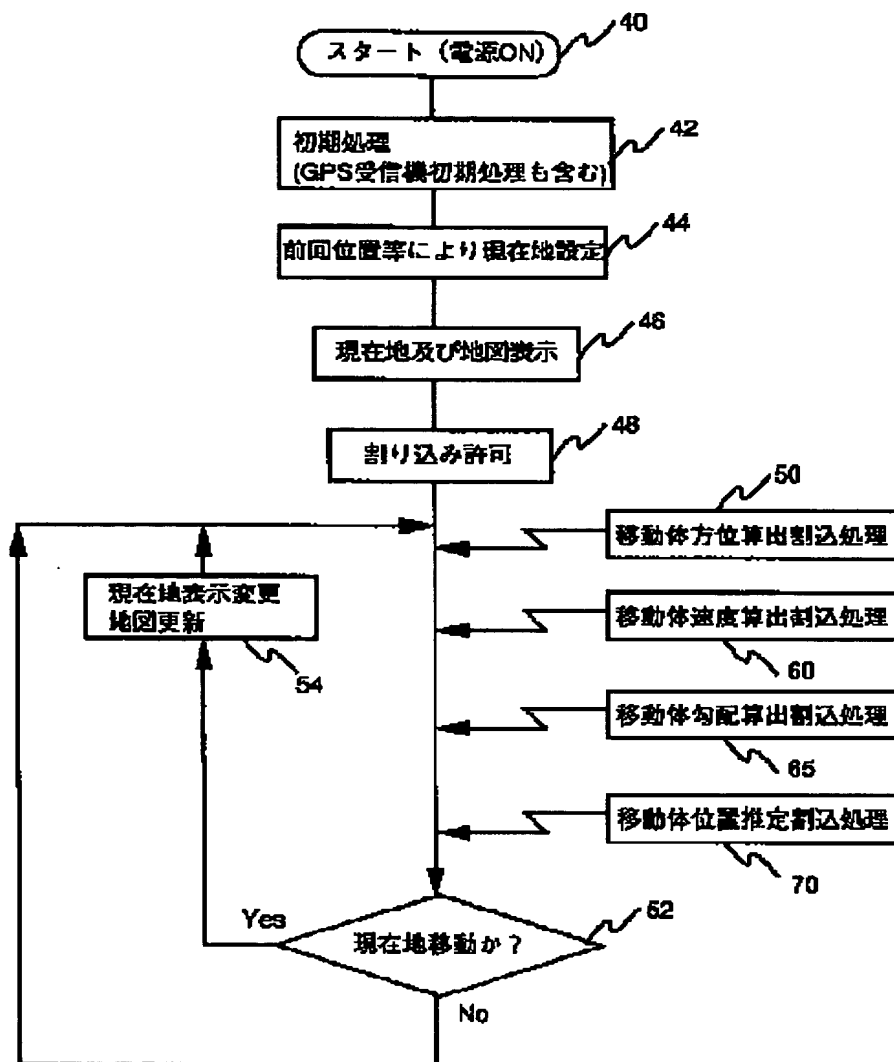 スタート（電源ON）
40
初期処理
(GPS受信機初期処理も含む)
42
前回位置等により現在地設定
44
現在地及び地図表示
46
割り込み許可
48
50
移動体方位算出割込処理
現在地表示変更
地図更新
54
移動体速度算出割込処理
60
移動体勾配算出割込処理
65
移動体位置推定割込処理
70
Yes
現在地移動か？
52
No